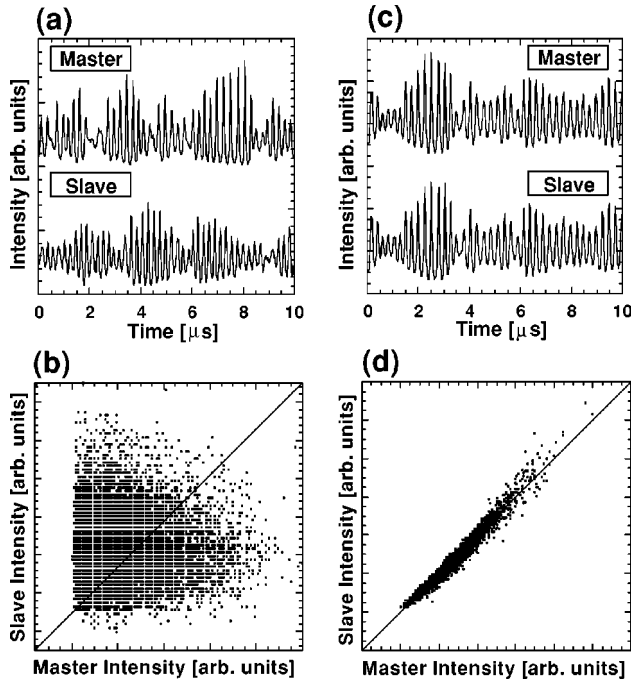 (a)
Master
Slave
Intensity [arb. units]
0 2 4 6 8 10
Time [μs]
(c)
Master
Slave
Intensity [arb. units]
0 2 4 6 8 10
Time [μs]
(b)
Slave Intensity [arb. units]
Master Intensity [arb. units]
(d)
Slave Intensity [arb. units]
Master Intensity [arb. units]